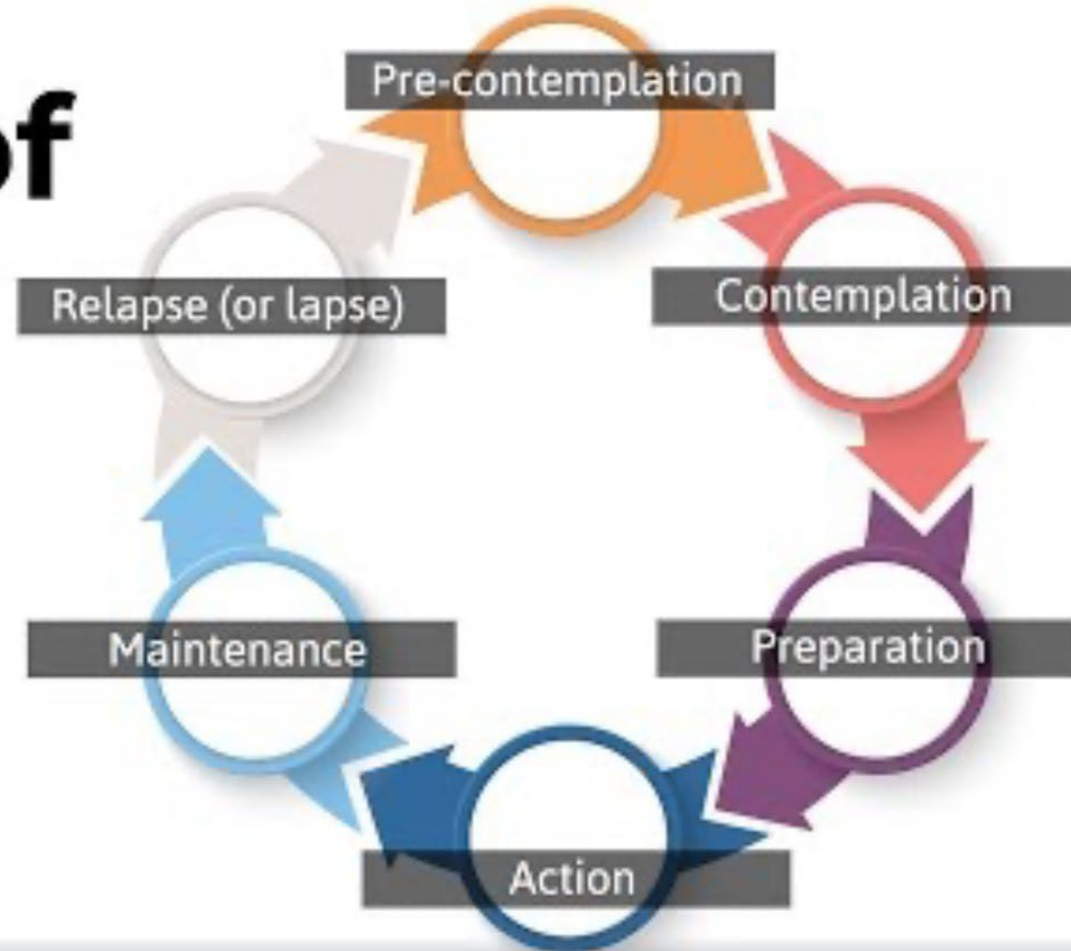 of
Pre-contemplation
Contemplation
Preparation
Action
Maintenance
Relapse (or lapse)